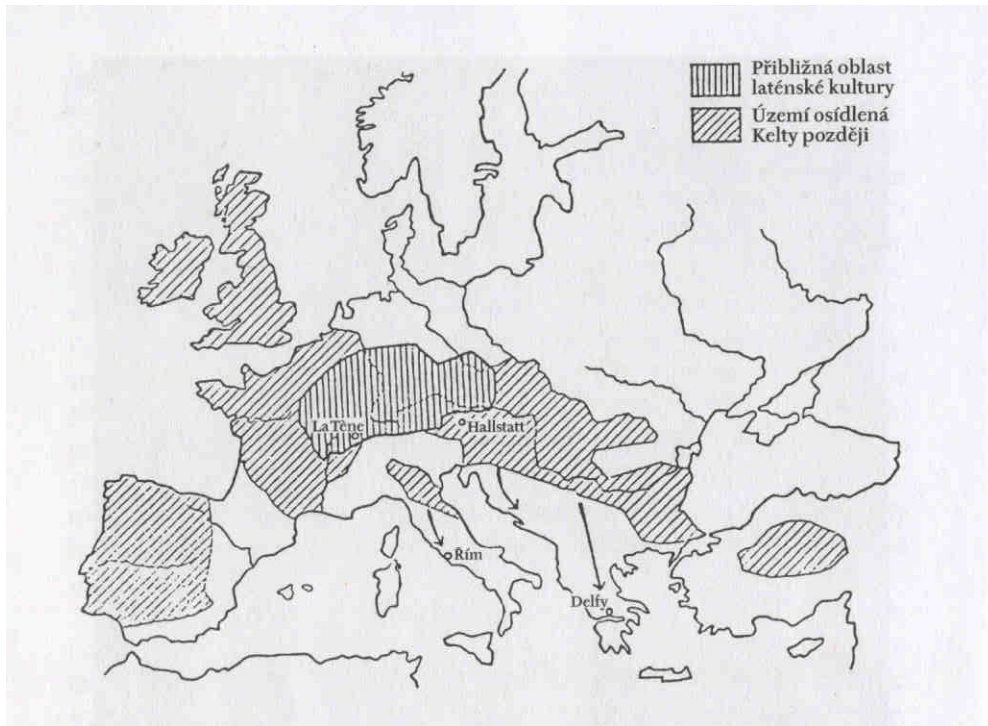 Přibližná oblast
laténské kultury
Území osídlená
Kelty později
La Tène
Hallstatt
Řím
Delfy